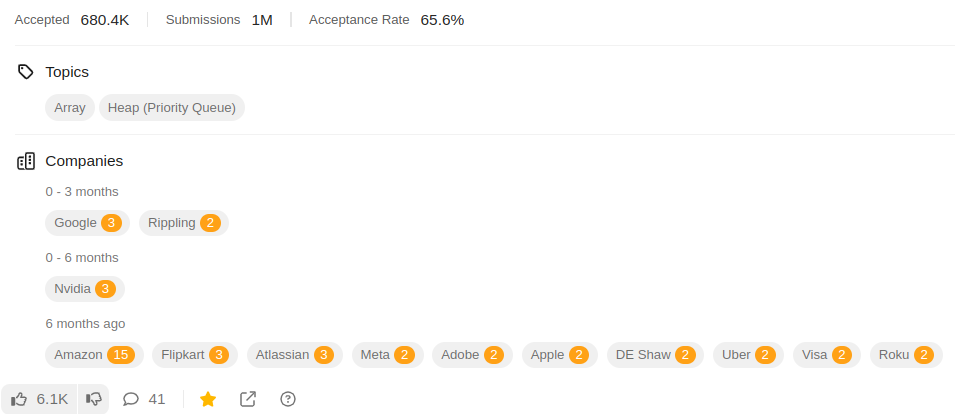 Accepted 680.4K Submissions 1M Acceptance Rate 65.6%
Topics
Array Heap (Priority Queue)
Companies
0 - 3 months
Google 3 Rippling 2
0 - 6 months
Nvidia 3
6 months ago
Amazon 15 Flipkart 3 Atlassian 3 Meta 2 Adobe 2 Apple 2 DE Shaw 2 Uber 2 Visa 2 Roku 2
6.1K 41